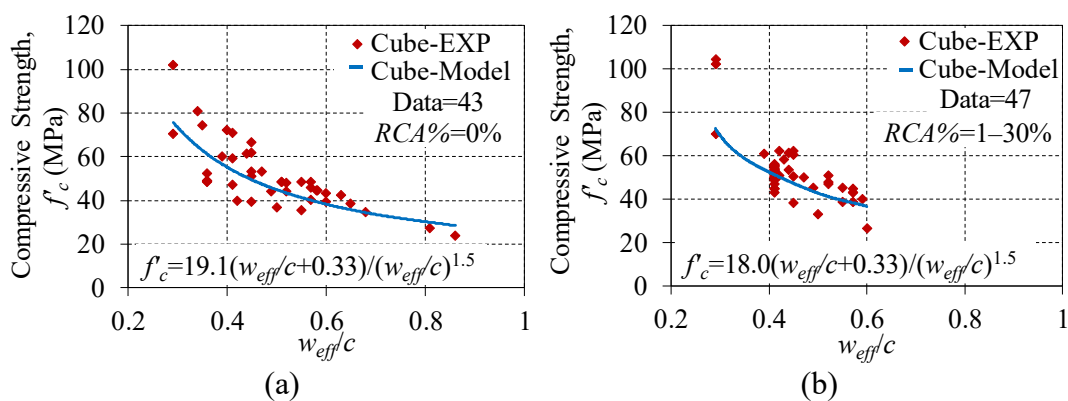 Compressive Strength,
f'c (MPa)
120
100
80
60
40
20
0
Cube-EXP
Cube-Model
Data=43
RCA%=0%
f'c=19.1(weff/c+0.33)/(weff/c)1.5
0.2 0.4 0.6 0.8 1
weff/c
(a)
Compressive Strength,
f'c (MPa)
120
100
80
60
40
20
0
Cube-EXP
Cube-Model
Data=47
RCA%=1–30%
f'c=18.0(weff/c+0.33)/(weff/c)1.5
0.2 0.4 0.6 0.8 1
weff/c
(b)